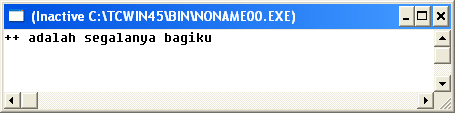 (Inactive C:\TCWIN45\BIN\NONAME00.EXE)
++ adalah segalanya bagiku